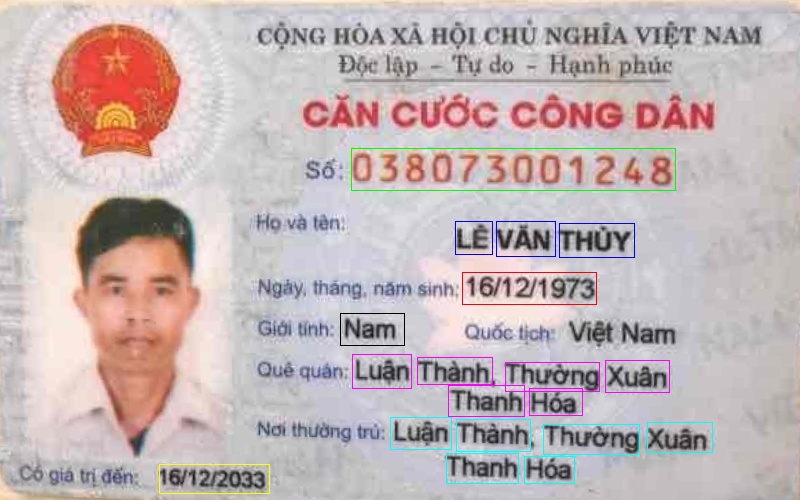 CỘNG HÒA XÃ HỘI CHỦ NGHĨA VIỆT NAM
Độc lập - Tự do - Hạnh phúc
CĂN CƯỚC CÔNG DÂN
Số: 038073001248
Họ và tên:
LÊ VĂN THỦY
Ngày, tháng, năm sinh: 16/12/1973
Giới tính: Nam Quốc tịch: Việt Nam
Quê quán: Luận Thành, Thường Xuân
Thanh Hóa
Nơi thường trú: Luận Thành, Thường Xuân
Thanh Hóa
Có giá trị đến: 16/12/2033